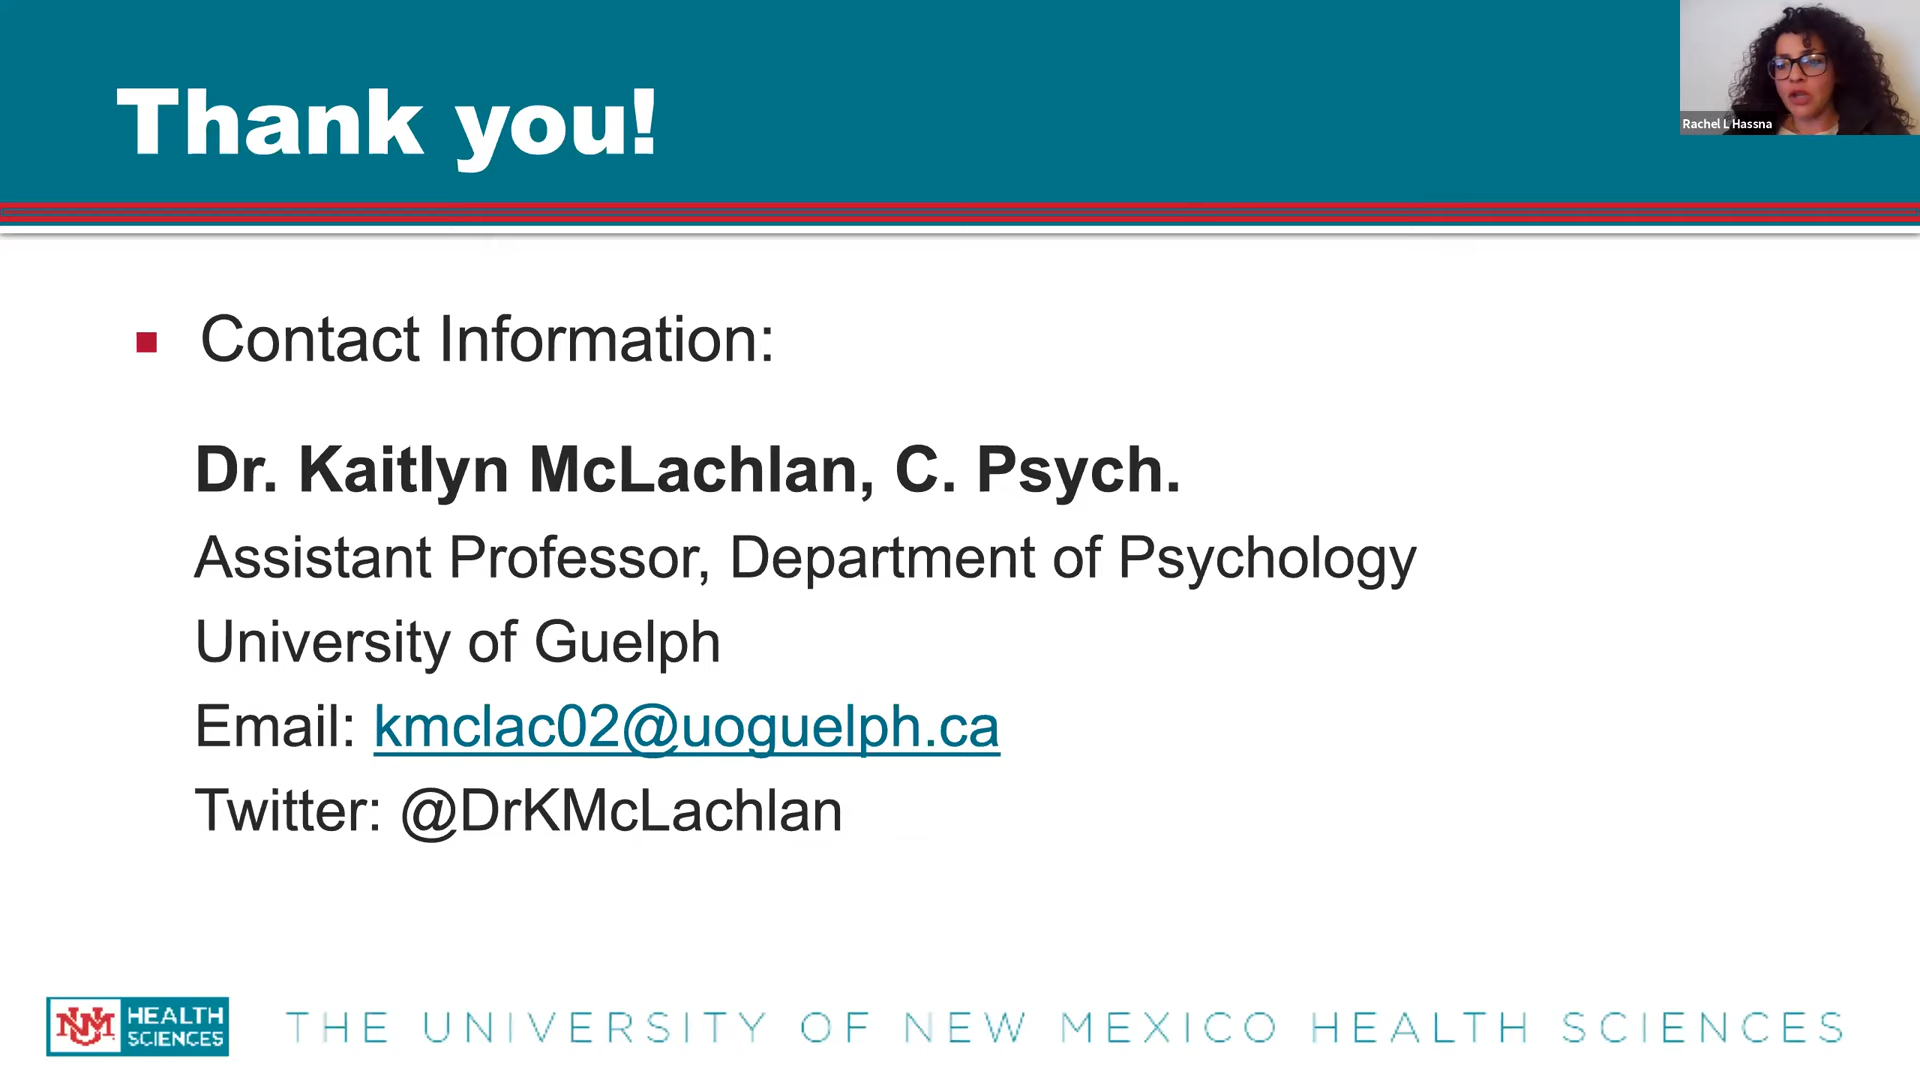 Thank you!
Rachel L Hassna
Contact Information:
Dr. Kaitlyn McLachlan, C. Psych.
Assistant Professor, Department of Psychology
University of Guelph
Email: kmclac02@uoguelph.ca
Twitter: @DrKMcLachlan
UNM HEALTH SCIENCES
THE UNIVERSITY OF NEW MEXICO HEALTH SCIENCES